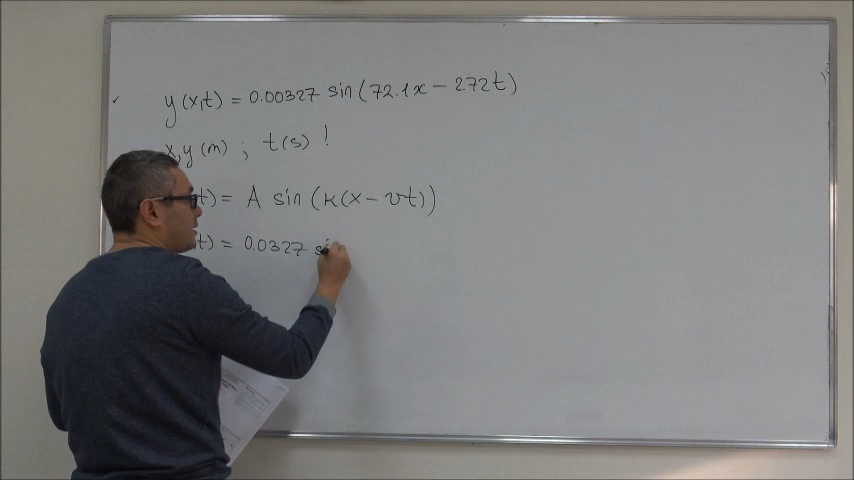 y(x,t) = 0.00327 sin(72.1x - 2.72t)
x,y(m) ; t(s) !
t) = A sin(k(x - vt))
t) = 0.0327 si